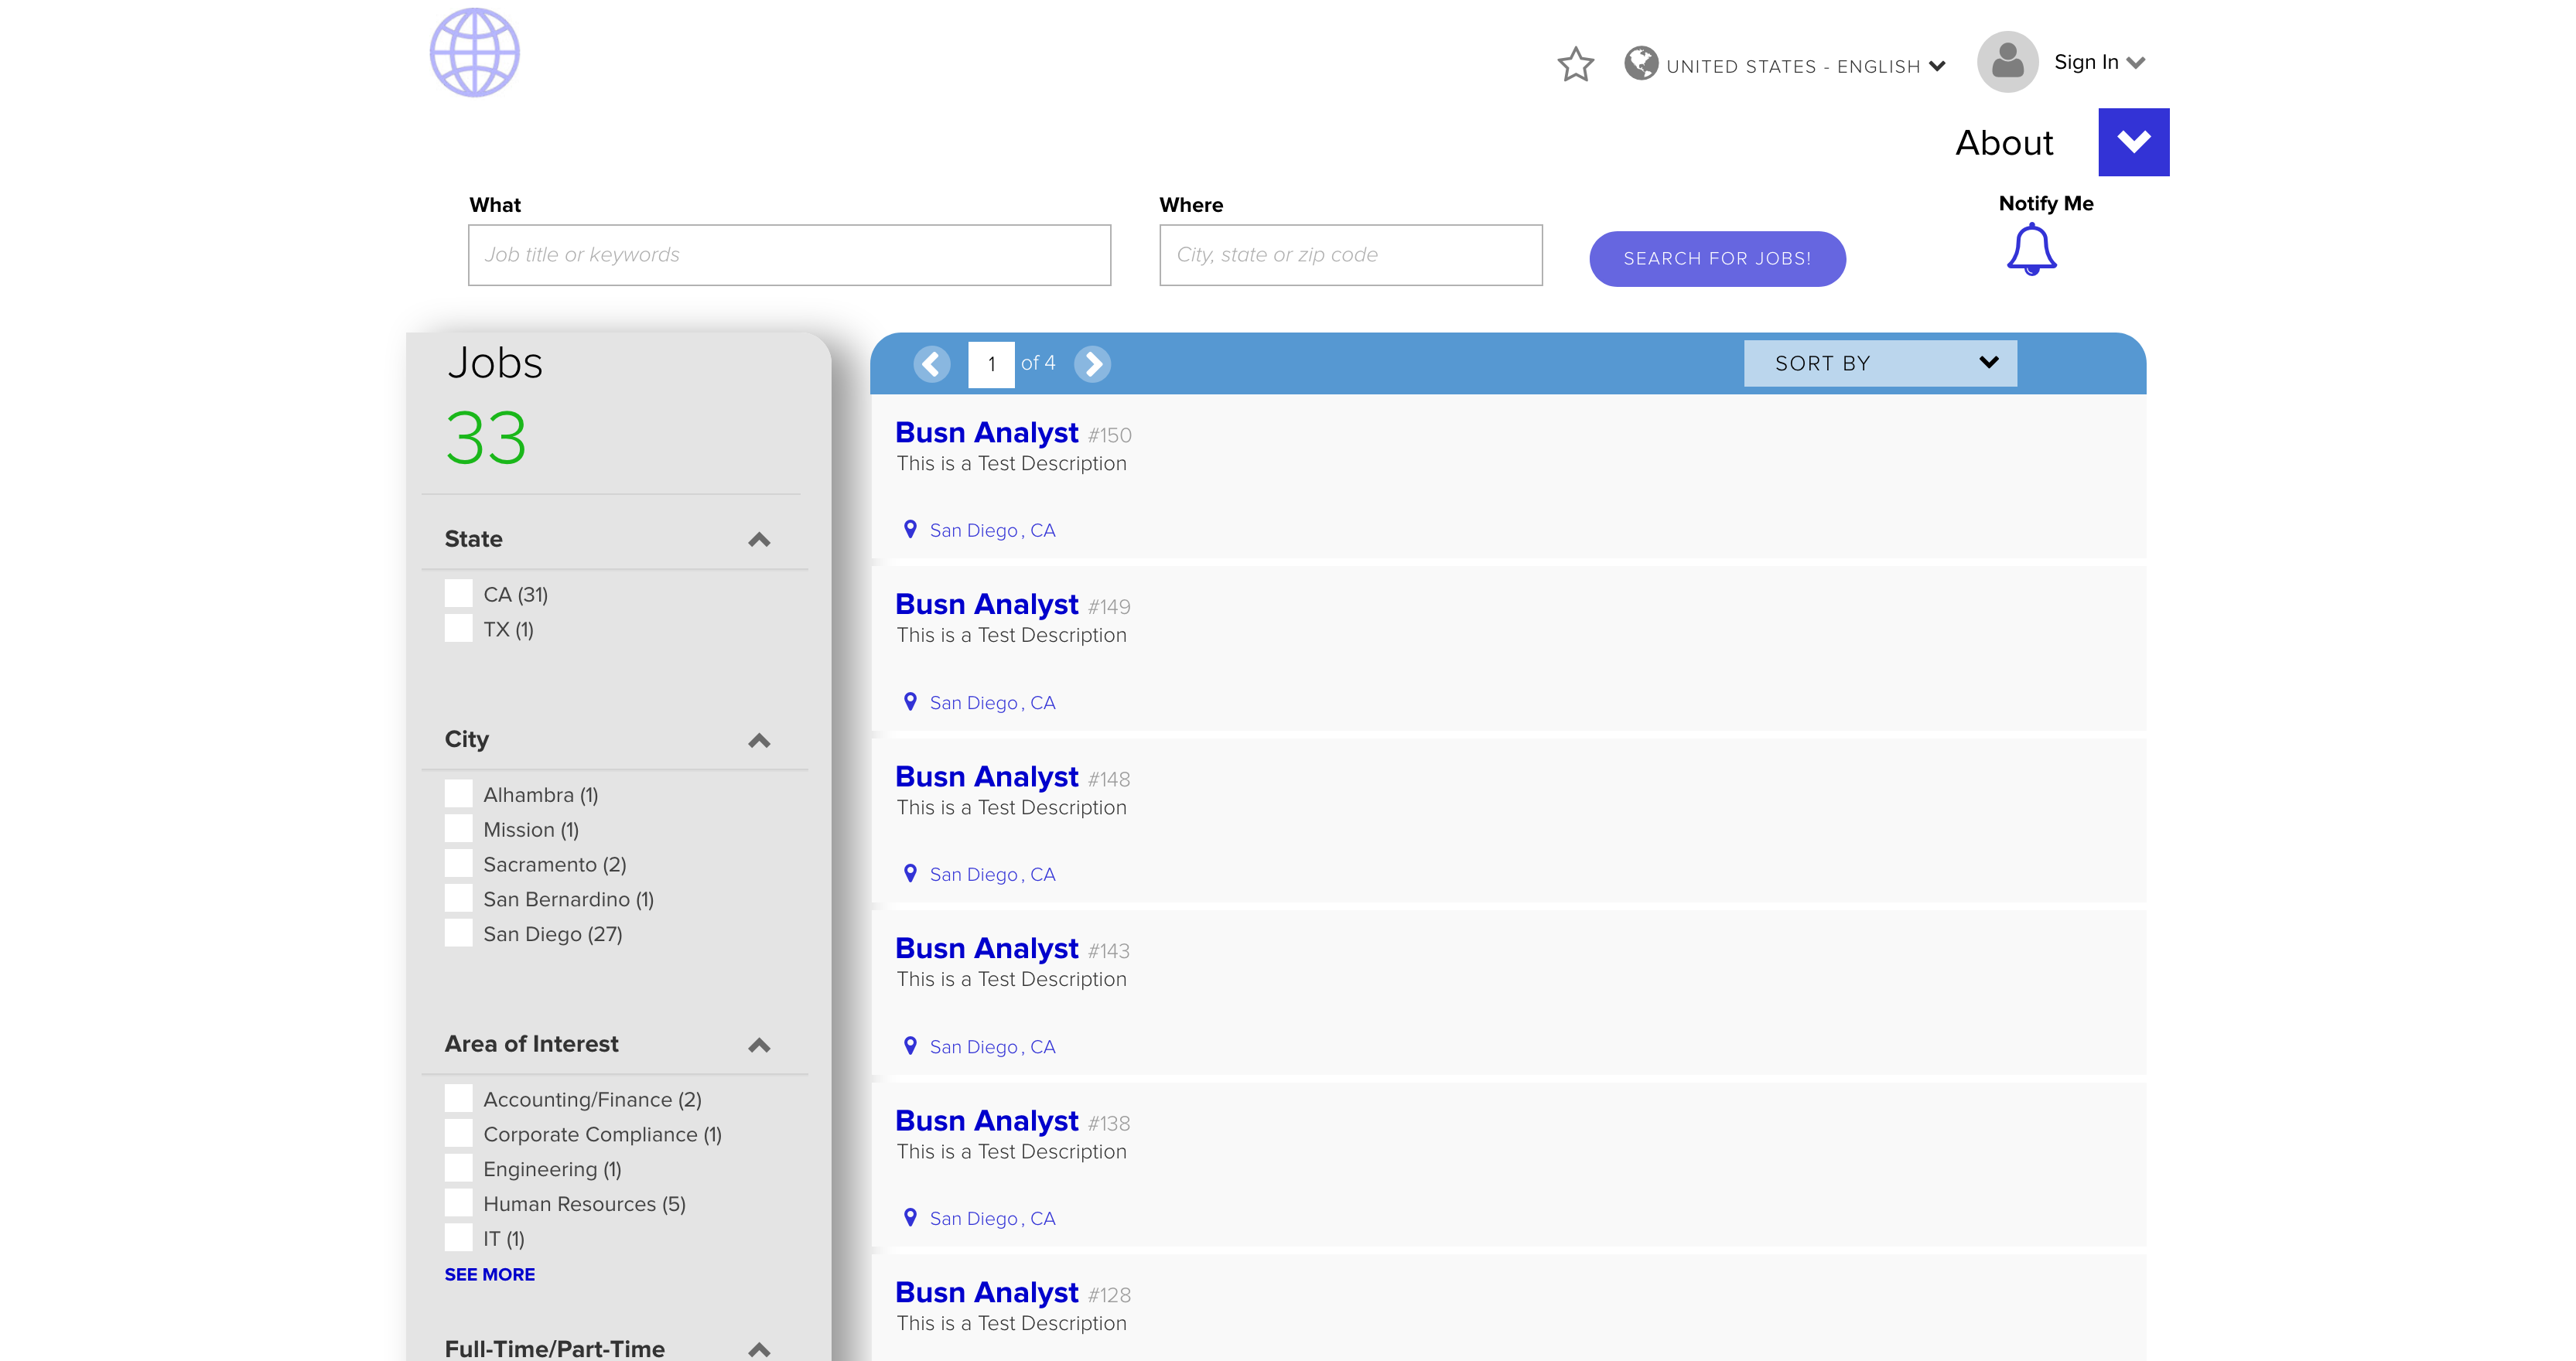 UNITED STATES - ENGLISH
Sign In
About
What
Where
Notify Me
Job title or keywords
City, state or zip code
SEARCH FOR JOBS!
Jobs
33
State
CA (31)
TX (1)
City
Alhambra (1)
Mission (1)
Sacramento (2)
San Bernardino (1)
San Diego (27)
Area of Interest
Accounting/Finance (2)
Corporate Compliance (1)
Engineering (1)
Human Resources (5)
IT (1)
SEE MORE
Full-Time/Part-Time
1 of 4
SORT BY
Busn Analyst #150
This is a Test Description
San Diego , CA
Busn Analyst #149
This is a Test Description
San Diego , CA
Busn Analyst #148
This is a Test Description
San Diego , CA
Busn Analyst #143
This is a Test Description
San Diego , CA
Busn Analyst #138
This is a Test Description
San Diego , CA
Busn Analyst #128
This is a Test Description